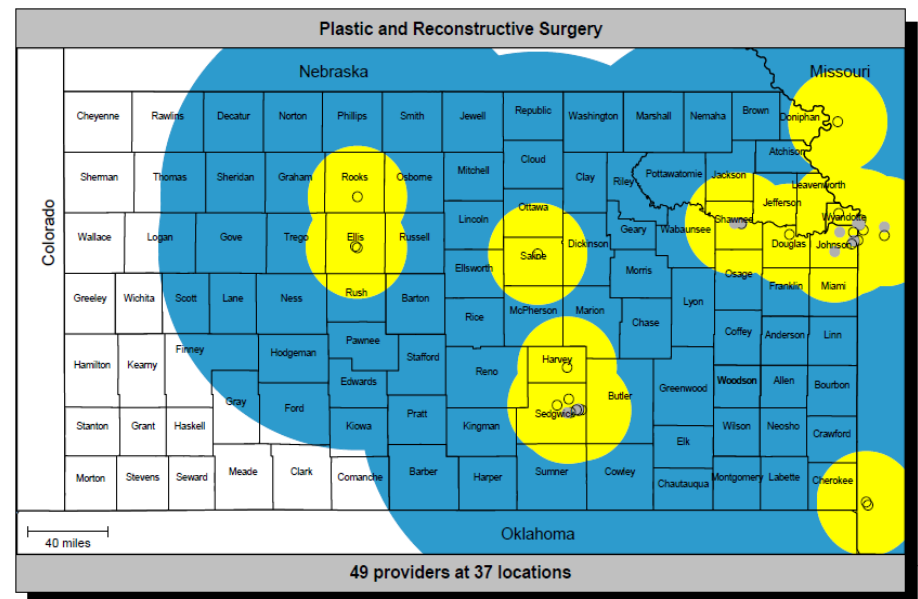 Plastic and Reconstructive Surgery
Nebraska Missouri
Colorado
Cheyenne Rawlins Decatur Norton Phillips Smith Jewell Republic Washington Marshall Nemaha Brown Doniphan
Atchison
Sherman Thomas Sheridan Graham Rooks Osborne Mitchell Cloud Clay Riley Pottawatomie Jackson
Leavenworth
Jefferson
Wallace Logan Gove Trego Ellis Russell Lincoln Ottawa Dickinson Geary Wabaunsee Shawnee Douglas Johnson Wyandotte
Ellsworth Saline Morris Osage
Greeley Wichita Scott Lane Ness Rush Barton Rice McPherson Marion Chase Lyon Franklin Miami
Hamilton Kearny Finney Hodgeman Pawnee Stafford Reno Harvey Coffey Anderson Linn
Gray Ford Edwards Butler Greenwood Woodson Allen Bourbon
Stanton Grant Haskell Kiowa Pratt Kingman Sedgwick Wilson Neosho Crawford
Elk
Morton Stevens Seward Meade Clark Comanche Barber Harper Sumner Cowley Chautauqua Montgomery Labette Cherokee
40 miles
Oklahoma
49 providers at 37 locations